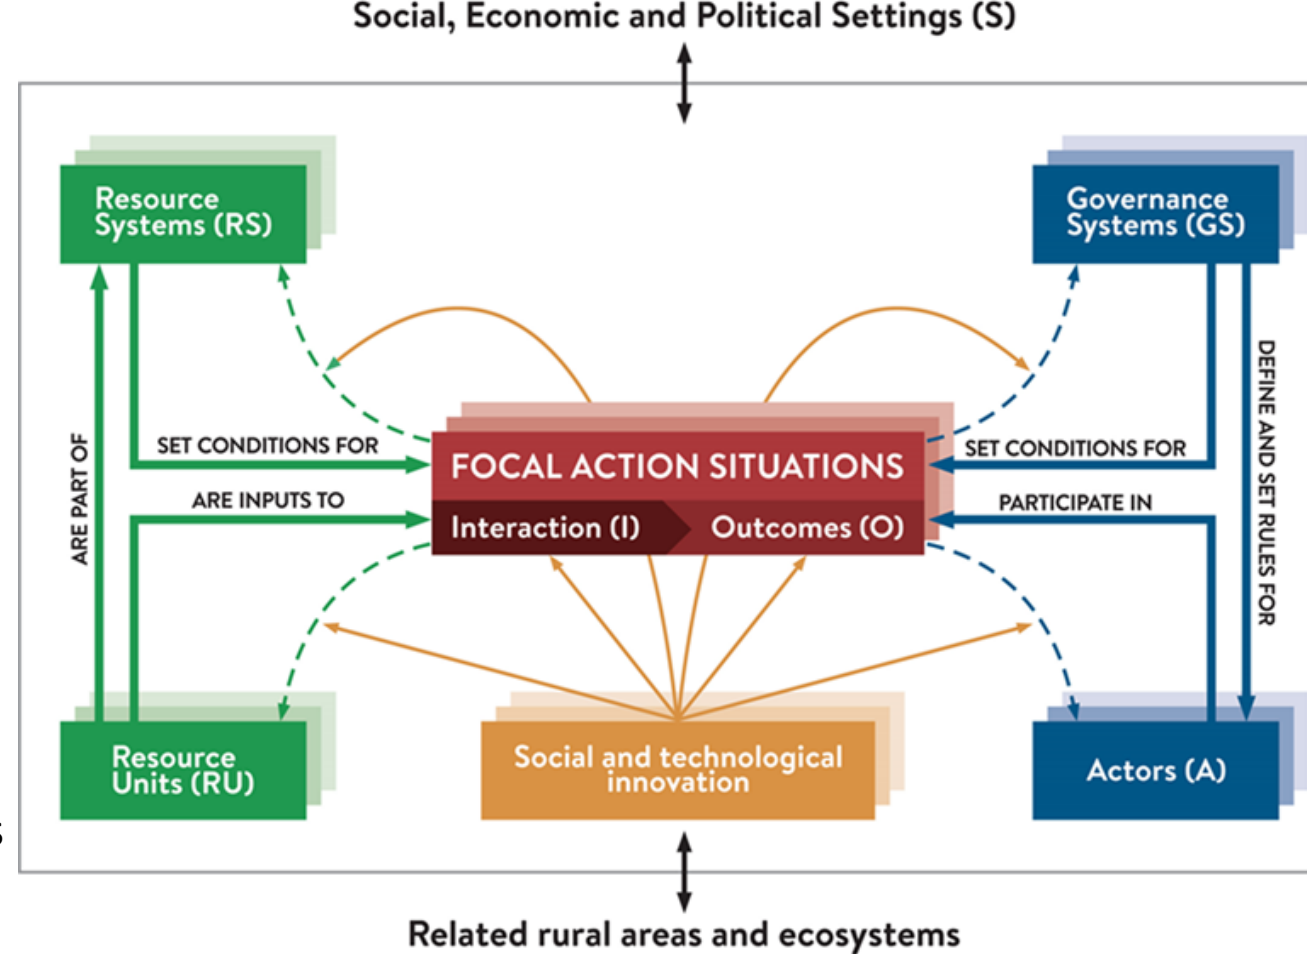 Social, Economic and Political Settings (S)
Resource
Systems (RS)
Governance
Systems (GS)
SET CONDITIONS FOR
SET CONDITIONS FOR
FOCAL ACTION SITUATIONS
ARE INPUTS TO
PARTICIPATE IN
ARE PART OF
DEFINE AND SET RULES FOR
Interaction (I)
Outcomes (O)
Resource
Units (RU)
Social and technological
innovation
Actors (A)
Related rural areas and ecosystems